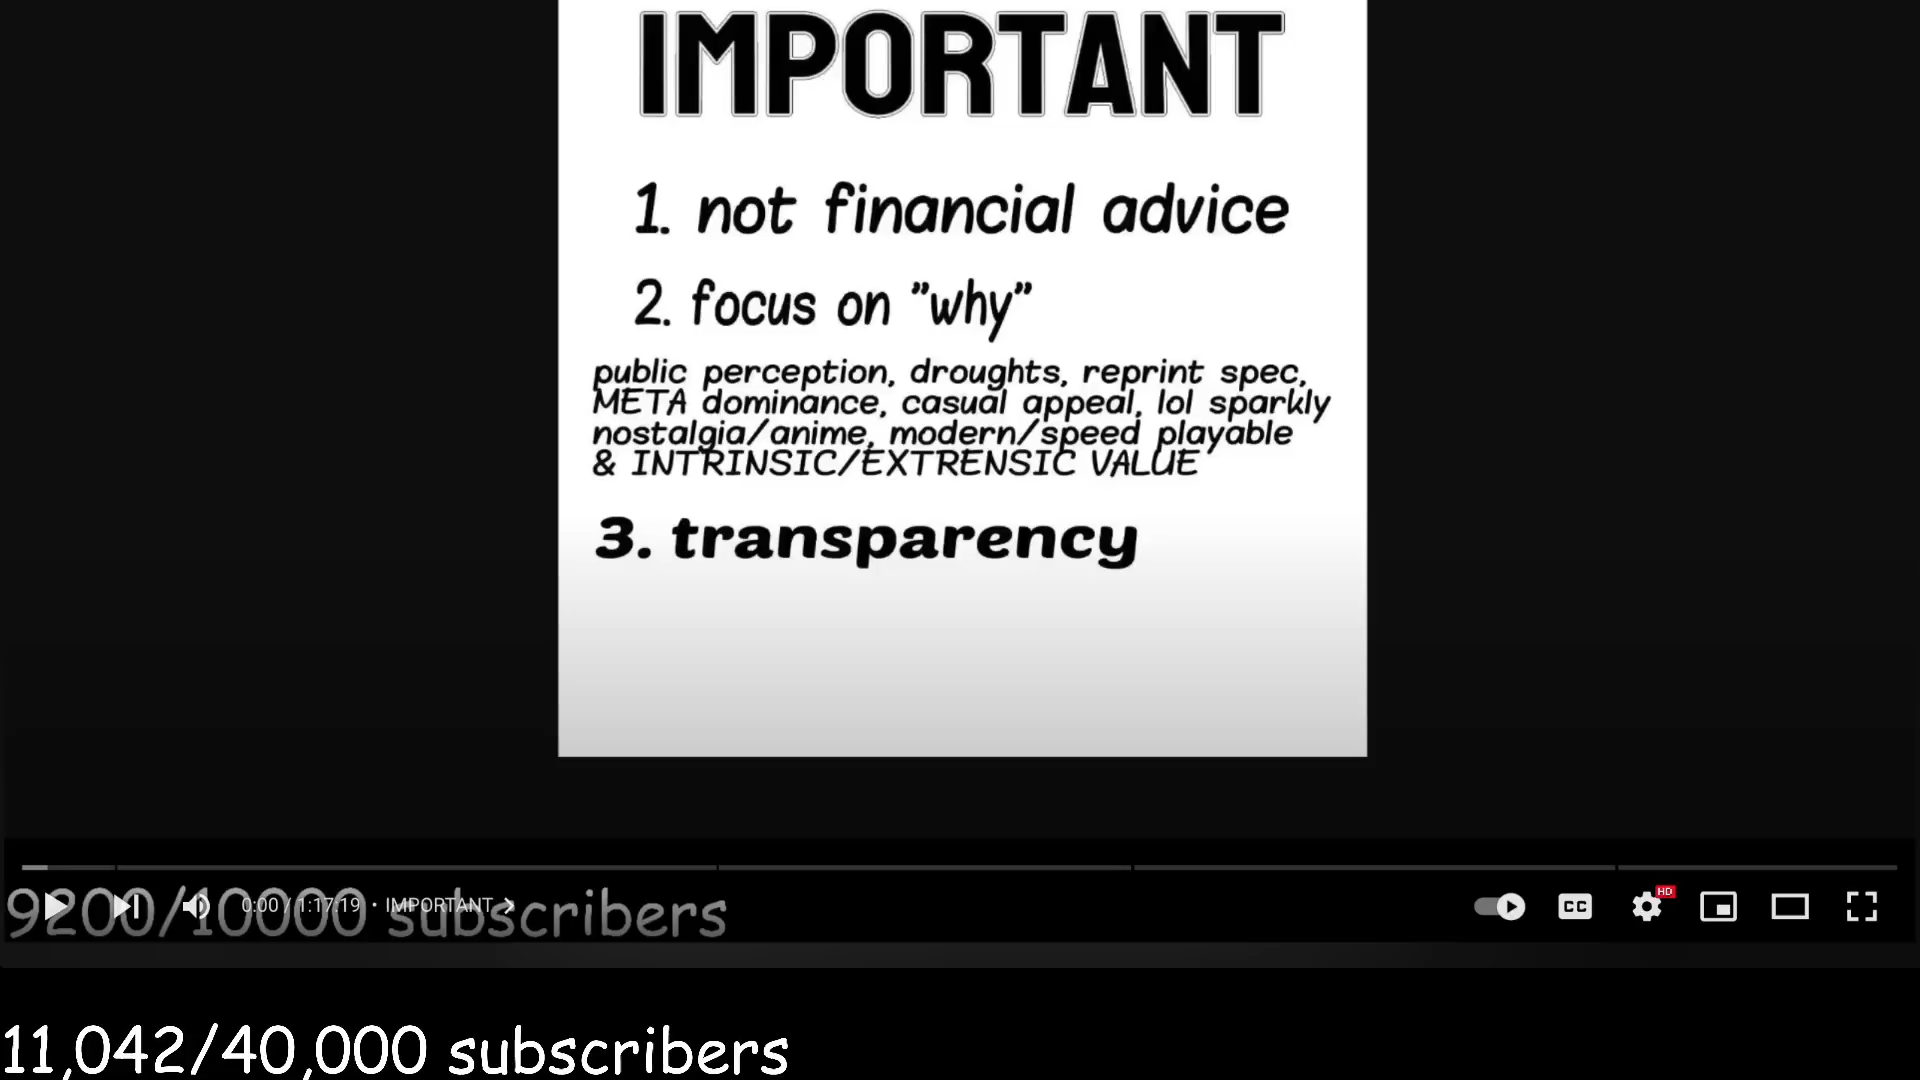 IMPORTANT
1. not financial advice
2. focus on "why"
public perception, droughts, reprint spec,
META dominance, casual appeal, lol sparkly
nostalgia/anime, modern/speed playable
& INTRINSIC/EXTRENSIC VALUE
3. transparency
9200/10000 subscribers
0:00 / 1:17:19 • IMPORTANT
CC
HD
11,042/40,000 subscribers